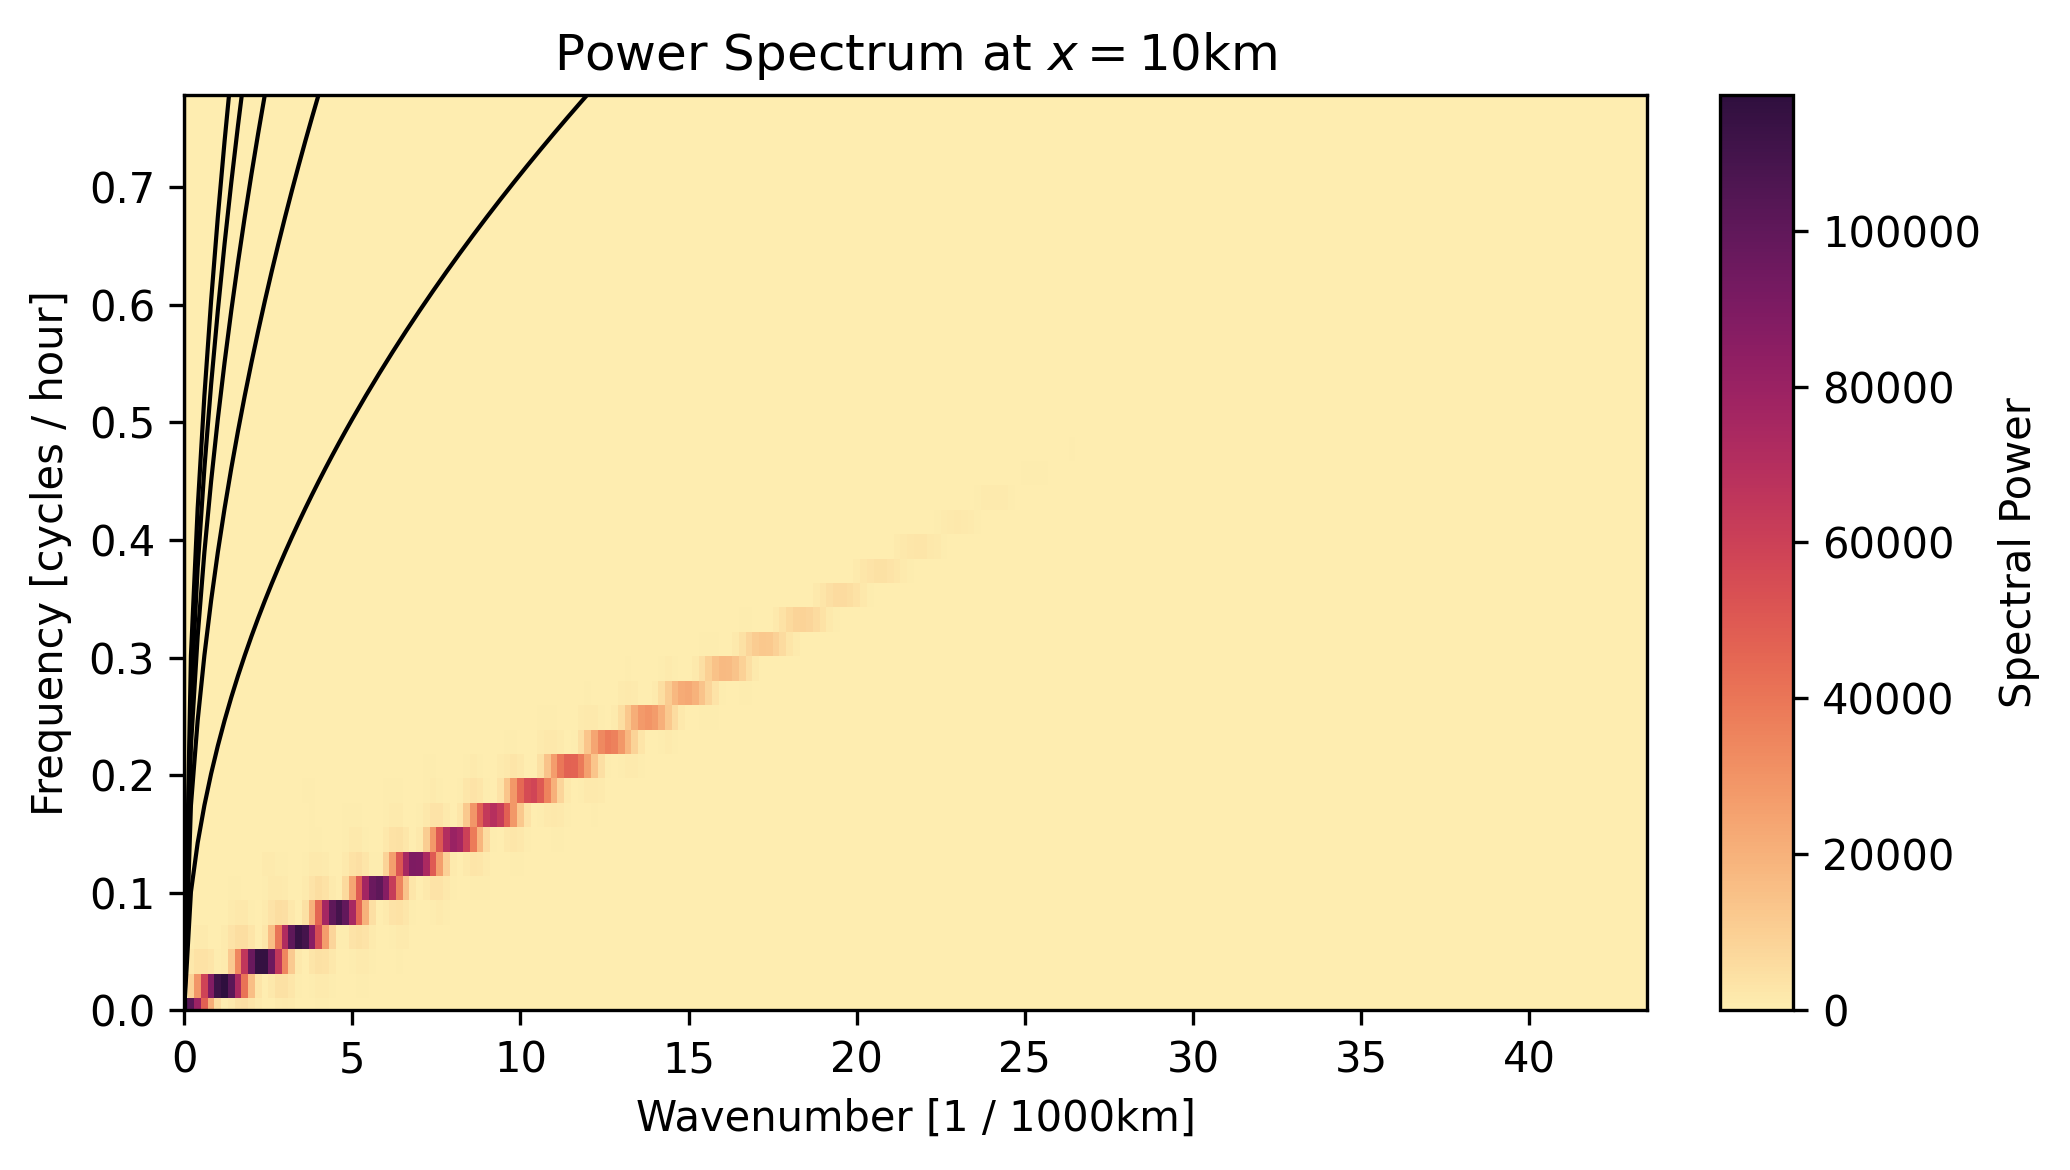 Power Spectrum at x = 10km
Frequency [cycles / hour]
0.7
0.6
0.5
0.4
0.3
0.2
0.1
0.0
0 5 10 15 20 25 30 35 40
Wavenumber [1 / 1000km]
100000
80000
60000
40000
20000
0
Spectral Power